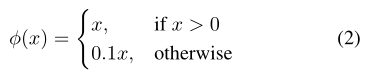 ϕ(x) = { x, if x > 0
0.1x, otherwise (2)